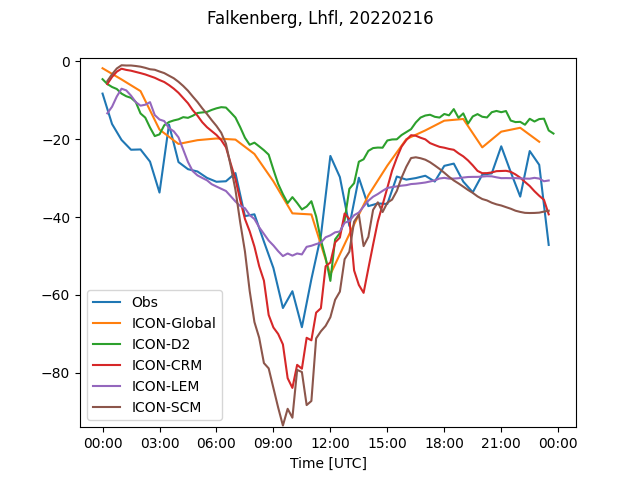 Falkenberg, Lhfl, 20220216
0
−20
−40
−60
−80
Obs
ICON-Global
ICON-D2
ICON-CRM
ICON-LEM
ICON-SCM
00:00 03:00 06:00 09:00 12:00 15:00 18:00 21:00 00:00
Time [UTC]